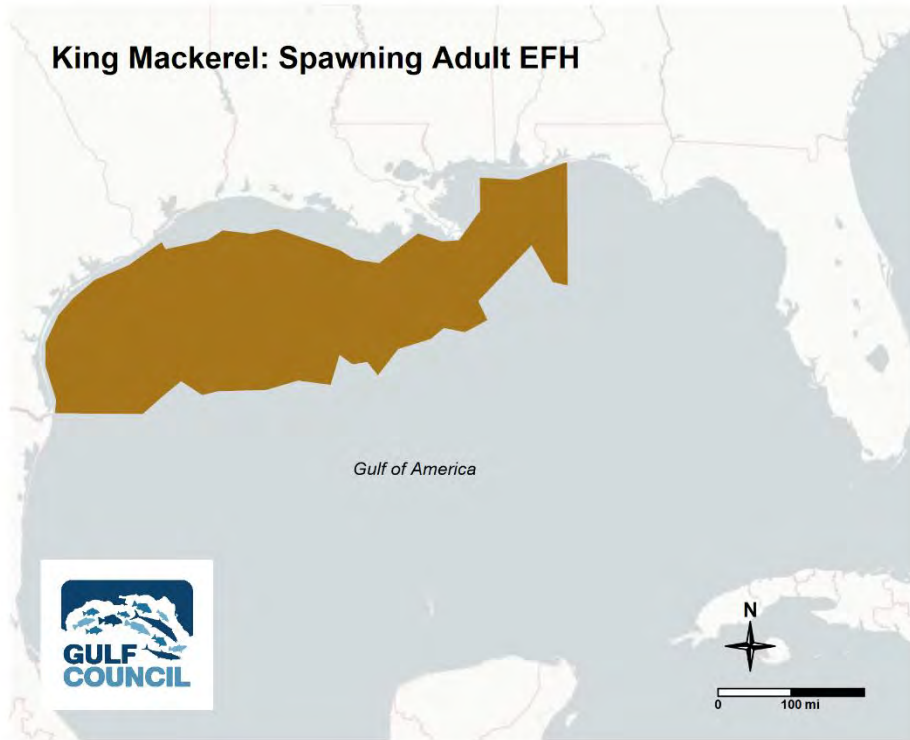 King Mackerel: Spawning Adult EFH
Gulf of America
GULF
COUNCIL
N
0 100 mi